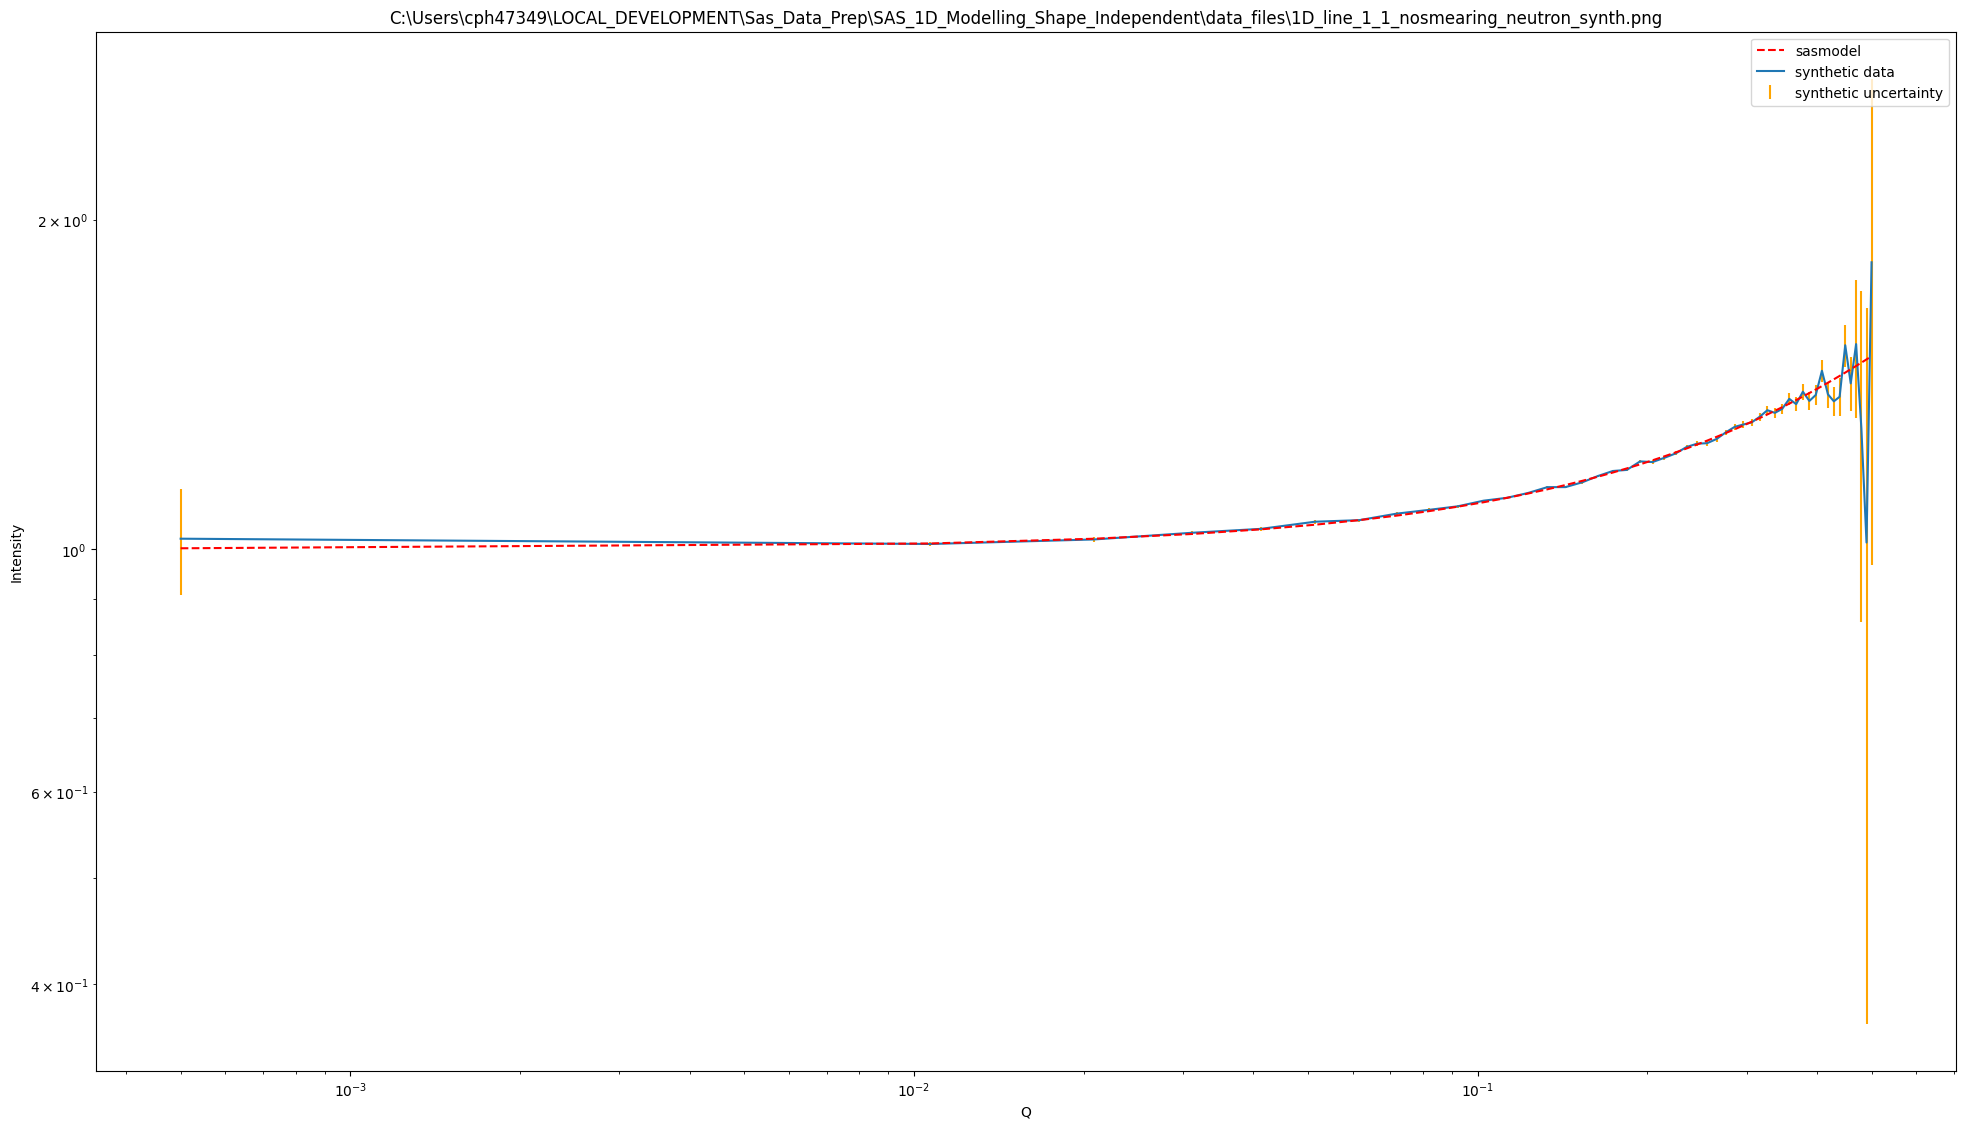 C:\Users\cph47349\LOCAL_DEVELOPMENT\Sas_Data_Prep\SAS_1D_Modelling_Shape_Independent\data_files\1D_line_1_1_nosmearing_neutron_synth.png
sasmodel
synthetic data
synthetic uncertainty
2 × 10⁰
10⁰
6 × 10⁻¹
4 × 10⁻¹
Intensity
10⁻³
10⁻²
10⁻¹
Q